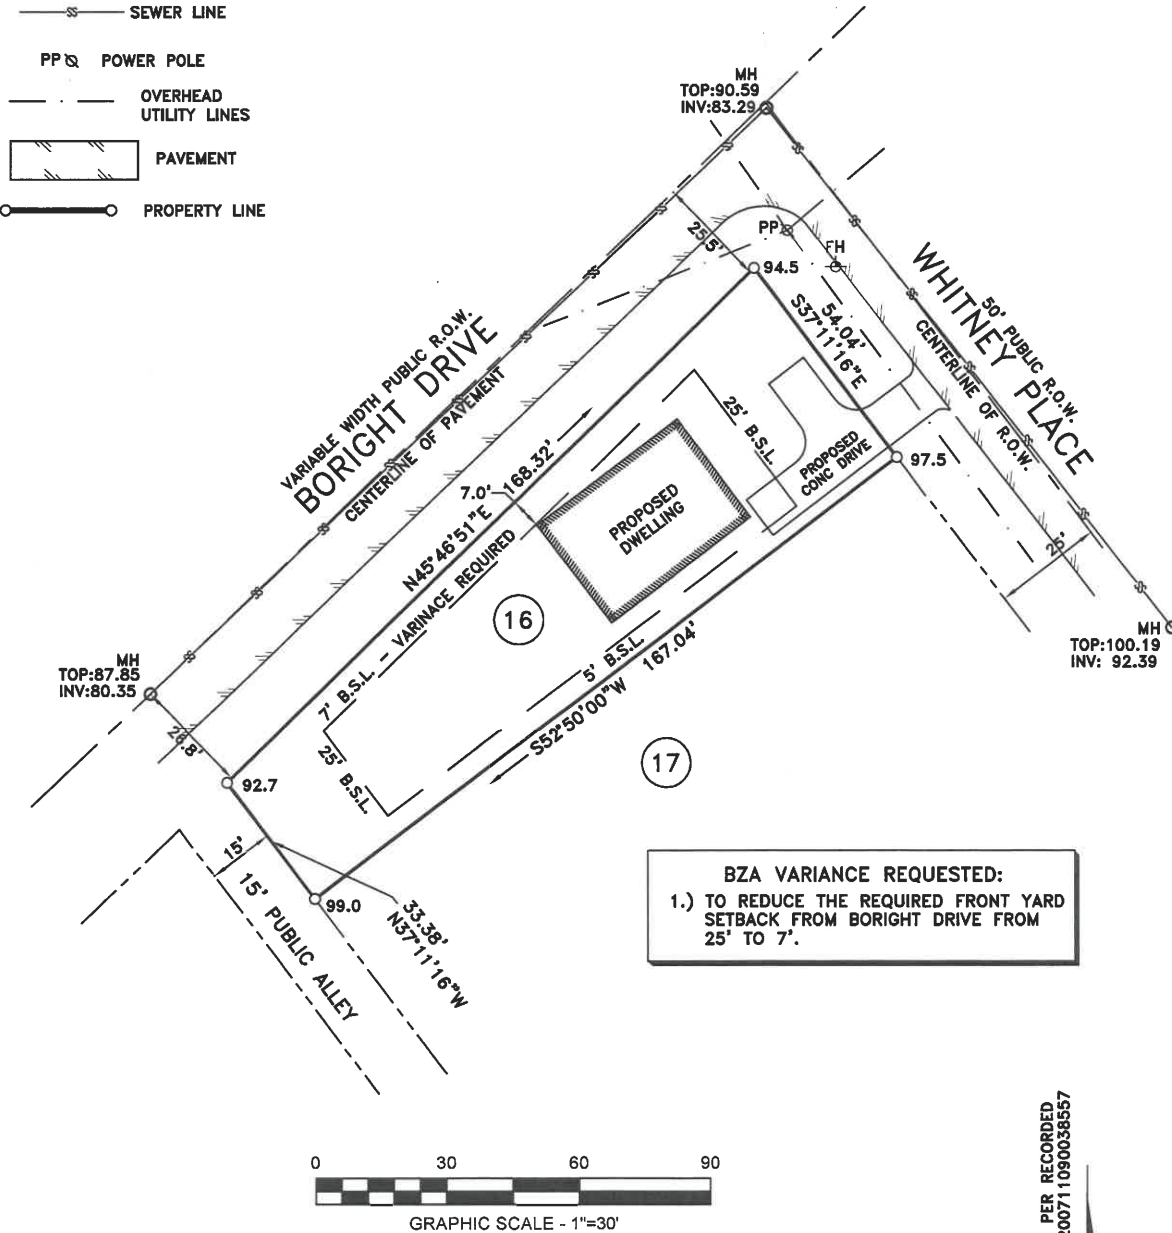 SEWER LINE
PP POWER POLE
OVERHEAD
UTILITY LINES
PAVEMENT
PROPERTY LINE
MH
TOP:90.59
INV:83.29
25.5'
PP
FH
94.5
54.04'
S37°11'16"E
50' PUBLIC R.O.W.
WHITNEY PLACE
CENTERLINE OF R.O.W.
VARIABLE WIDTH PUBLIC R.O.W.
BORIGHT DRIVE
CENTERLINE OF PAVEMENT
168.32'
N45°46'51"E
7.0'
25' B.S.L.
PROPOSED
CONC DRIVE
97.5
PROPOSED
DWELLING
7' B.S.L. - VARINACE REQUIRED
16
25'
5' B.S.L.
167.04'
S52°50'00"W
MH
TOP:100.19
INV: 92.39
MH
TOP:87.85
INV:80.35
28.8'
25' B.S.L.
17
92.7
15'
15' PUBLIC ALLEY
99.0
33.38'
N37°11'16"W
BZA VARIANCE REQUESTED:
1.) TO REDUCE THE REQUIRED FRONT YARD
SETBACK FROM BORIGHT DRIVE FROM
25' TO 7'.
0 30 60 90
GRAPHIC SCALE - 1"=30'
PER RECORDED
200711090038557